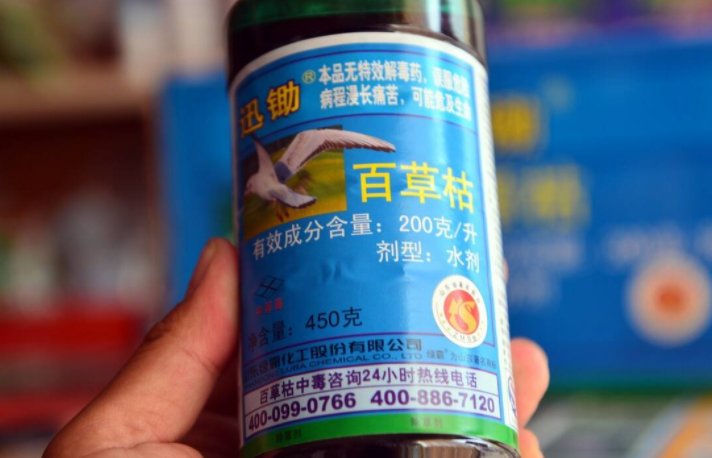 迅锄®
本品无特效解毒药,
病程漫长痛苦,可能危及生命
百草枯
有效成分含量:200克/升
剂型:水剂
净含量:450克
化工股份有限公司
LUBA CHEMICAL CO., LTD
百草枯中毒咨询24小时热线电话
400-099-0766 400-886-7120